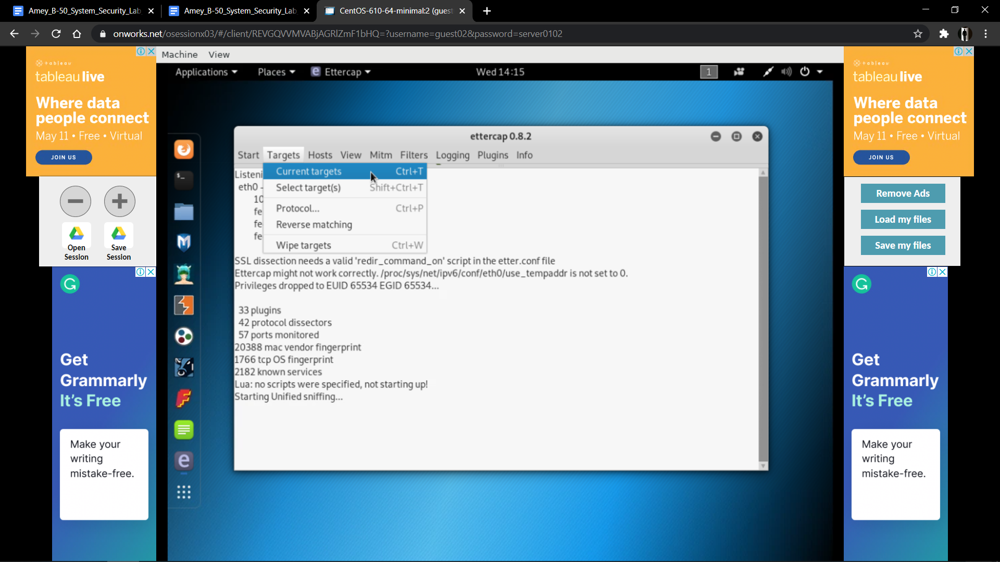 Amey_B-50_System_Security_Lab
Amey_B-50_System_Security_Lab
CentOS-610-64-minimal:2 (guest
onworks.net/osessionx03/#/client/REVGQVVMVABjAGRlZmF1bHQ=?username=guest02&password=server0102
Machine View
Applications Places Ettercap Wed 14:15 1
tableau
tableau live
Where data
people connect
May 11 • Free • Virtual
JOIN US
Open
Session
Save
Session
G
Get
Grammarly
It's Free
Make your
writing
mistake-free.
ettercap 0.8.2
Start Targets Hosts View Mitm Filters Logging Plugins Info
Current targets Ctrl+T
Select target(s) Shift+Ctrl+T
Protocol... Ctrl+P
Reverse matching
Wipe targets Ctrl+W
Listeni
eth0 -
10
fe
fe
fe
SSL dissection needs a valid 'redir_command_on' script in the etter.conf file
Ettercap might not work correctly. /proc/sys/net/ipv6/conf/eth0/use_tempaddr is not set to 0.
Privileges dropped to EUID 65534 EGID 65534...
33 plugins
42 protocol dissectors
57 ports monitored
20388 mac vendor fingerprint
1766 tcp OS fingerprint
2182 known services
Lua: no scripts were specified, not starting up!
Starting Unified sniffing...
e
tableau
tableau live
Where data
people connect
May 11 • Free • Virtual
JOIN US
Remove Ads
Load my files
Save my files
G
Get
Grammarly
It's Free
Make your
writing
mistake-free.